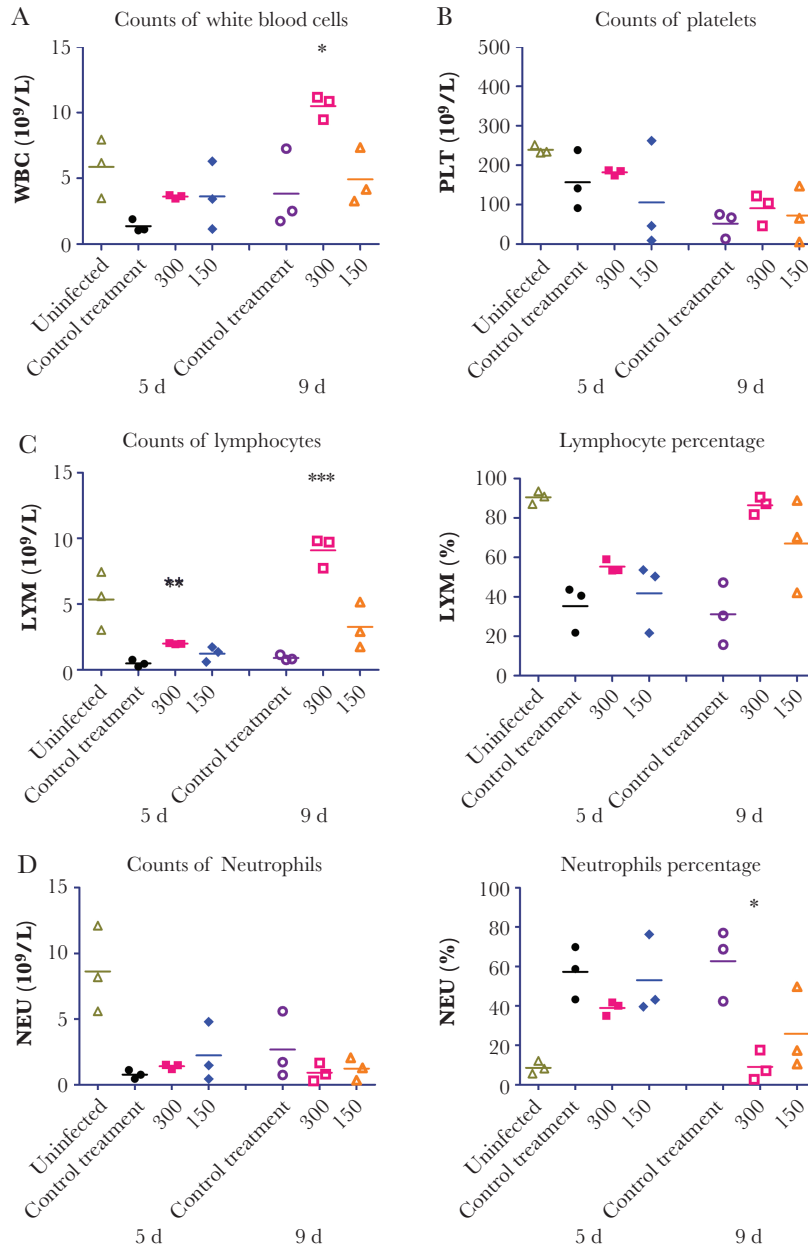 A
Counts of white blood cells
*
15
10
5
0
WBC (10⁹/L)
Uninfected
Control treatment
300
150
Control treatment
300
150
5 d
9 d
B
Counts of platelets
500
400
300
200
100
0
PLT (10⁹/L)
Uninfected
Control treatment
300
150
Control treatment
300
150
5 d
9 d
C
Counts of lymphocytes
**
***
15
10
5
0
LYM (10⁹/L)
Uninfected
Control treatment
300
150
Control treatment
300
150
5 d
9 d
Lymphocyte percentage
100
80
60
40
20
0
LYM (%)
Uninfected
Control treatment
300
150
Control treatment
300
150
5 d
9 d
D
Counts of Neutrophils
15
10
5
0
NEU (10⁹/L)
Uninfected
Control treatment
300
150
Control treatment
300
150
5 d
9 d
Neutrophils percentage
*
100
80
60
40
20
0
NEU (%)
Uninfected
Control treatment
300
150
Control treatment
300
150
5 d
9 d